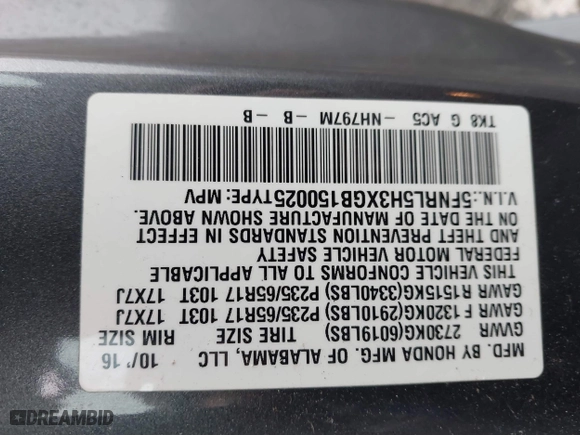 MFD. BY HONDA MFG. OF ALABAMA, LLC 10/'16
GVWR 2730KG(6019LBS) TIRE SIZE RIM SIZE
GAWR F 1320KG(2910LBS) P235/65R17 103T 17X7J
GAWR R1515KG(3340LBS) P235/65R17 103T 17X7J
THIS VEHICLE CONFORMS TO ALL APPLICABLE
FEDERAL MOTOR VEHICLE SAFETY
AND THEFT PREVENTION STANDARDS IN EFFECT
ON THE DATE OF MANUFACTURE SHOWN ABOVE.
V.I.N.:5FNRL5H3XGB150025TYPE: MPV
TK8 G AC5 -NH797M -B -B
DREAMBID